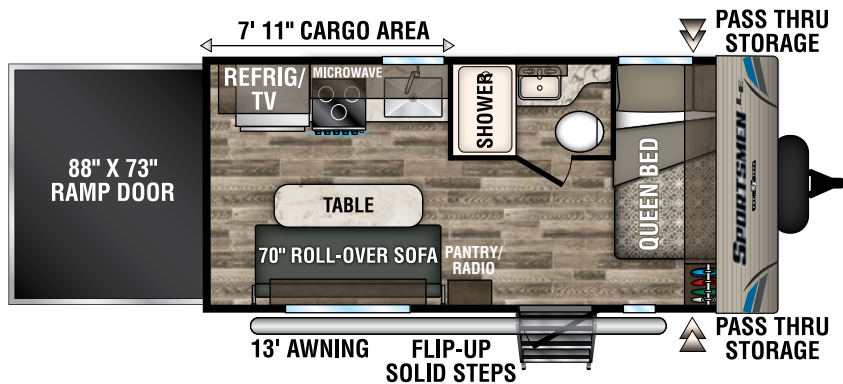 7' 11" CARGO AREA
PASS THRU
STORAGE
REFRIG/
TV
MICROWAVE
SHOWER
88" X 73"
RAMP DOOR
QUEEN BED
SPORTSMEN LE
TABLE
70" ROLL-OVER SOFA
PANTRY/
RADIO
13' AWNING
FLIP-UP
SOLID STEPS
PASS THRU
STORAGE